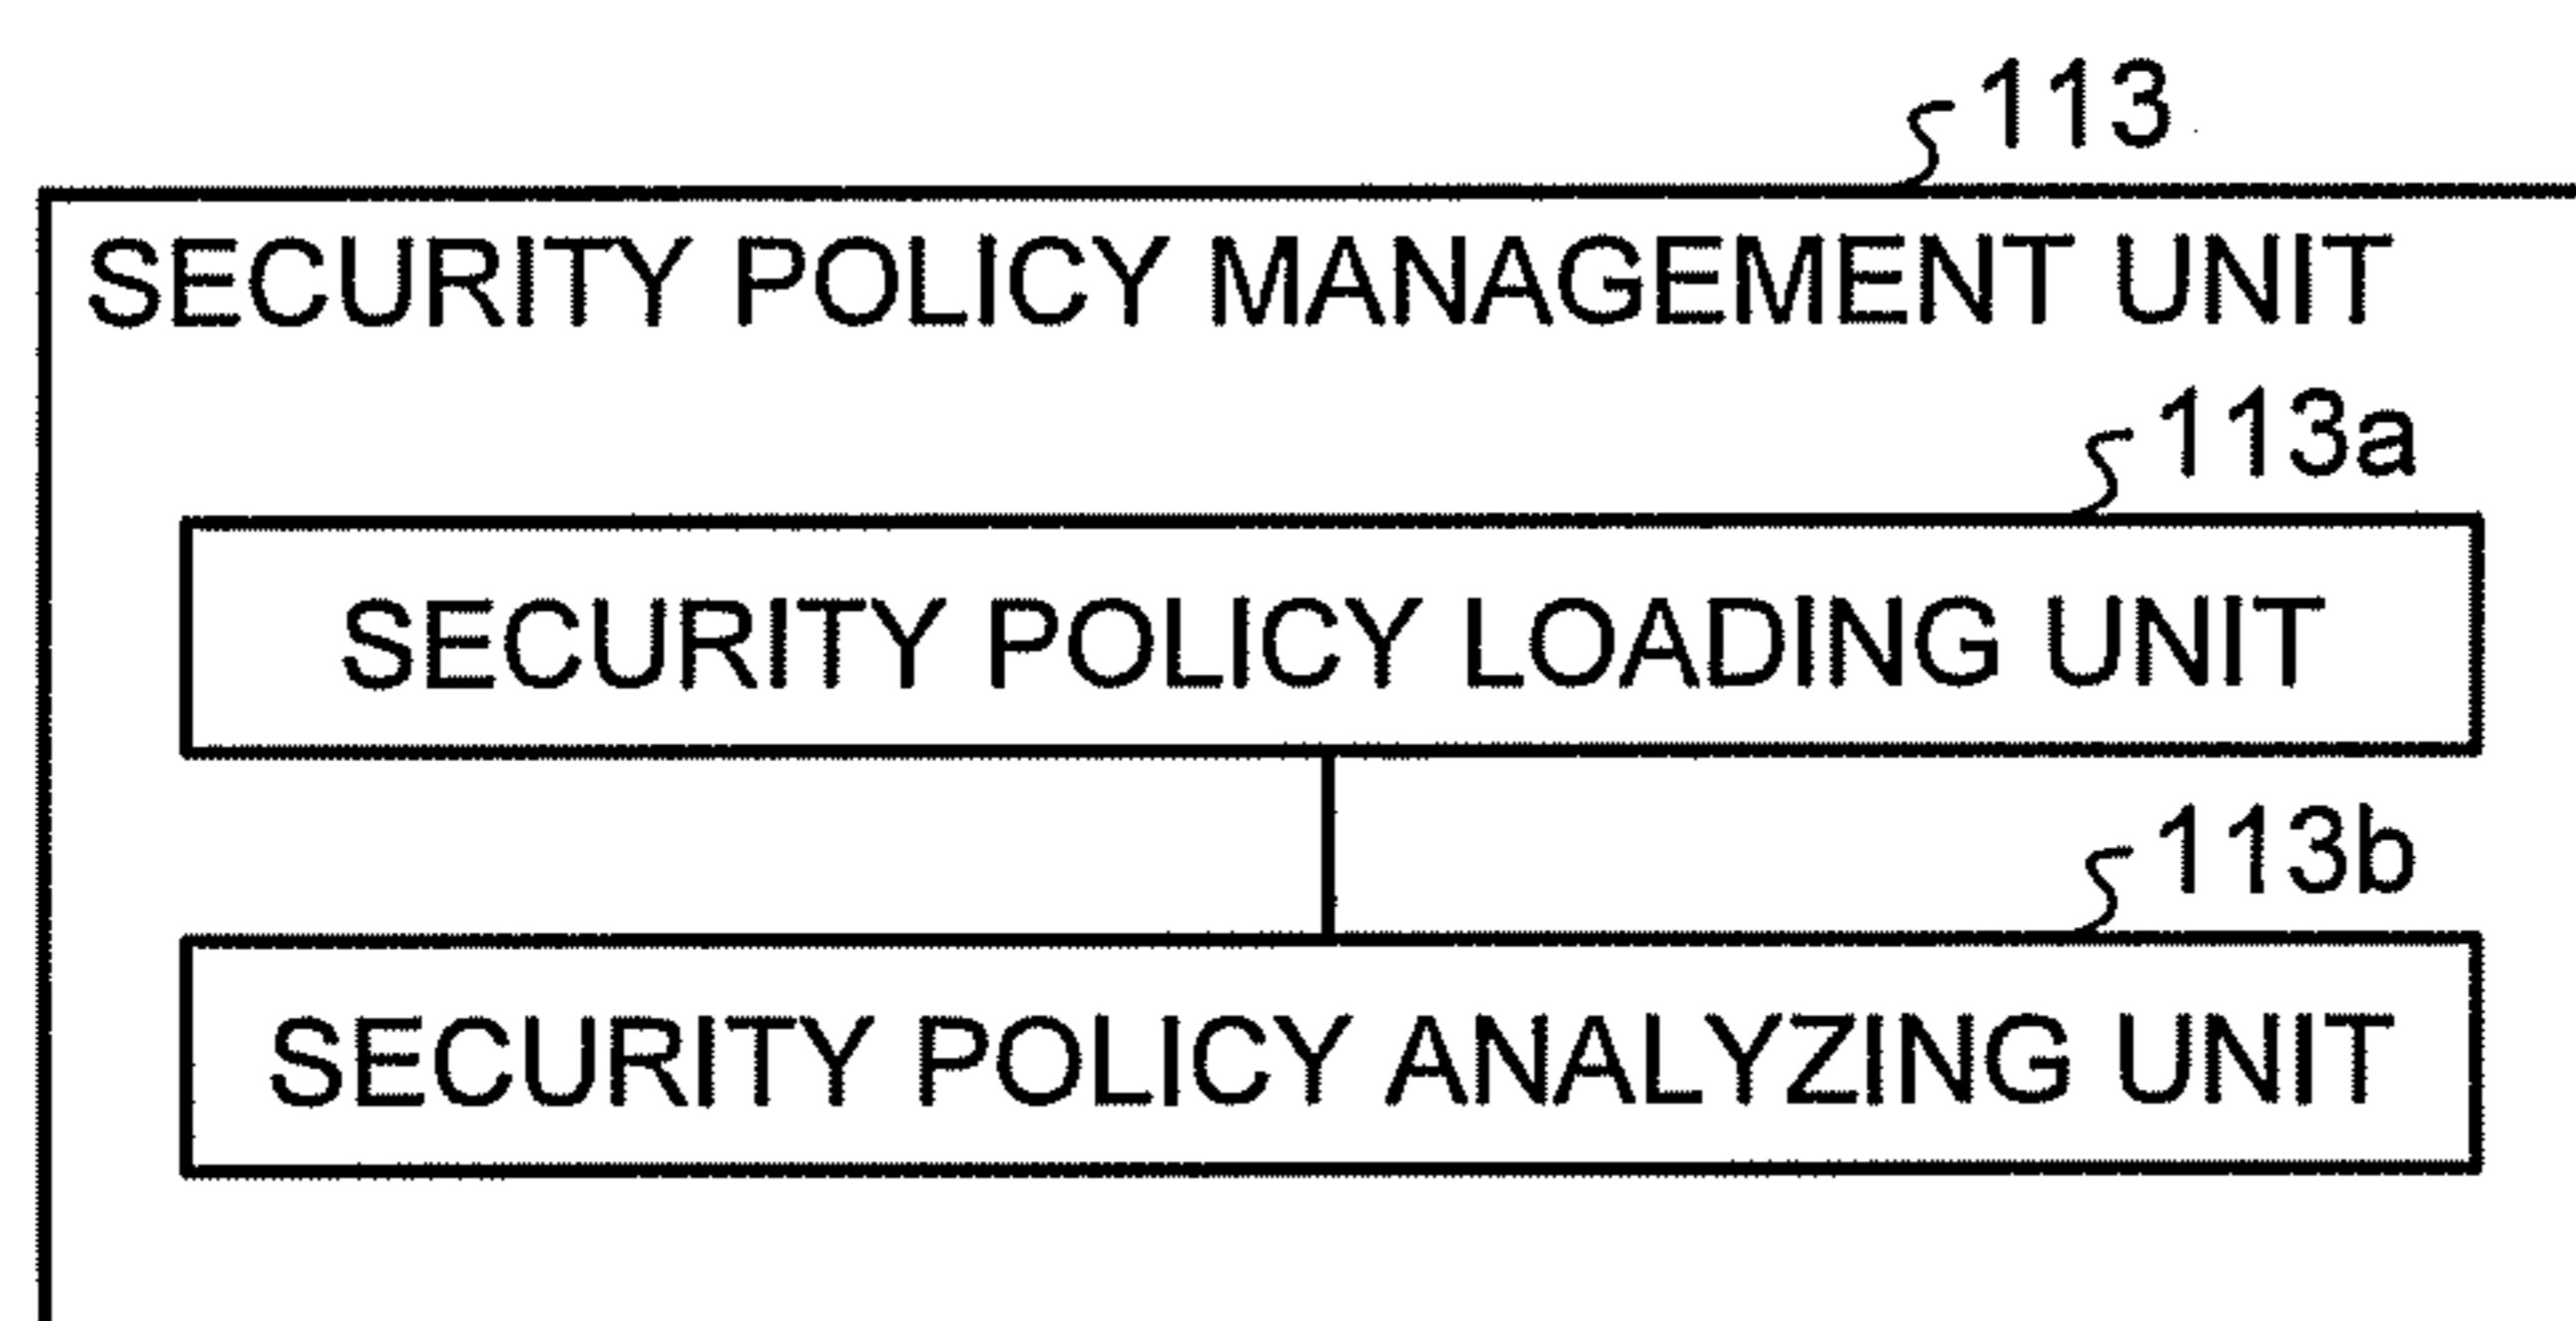 113
SECURITY POLICY MANAGEMENT UNIT
113a
SECURITY POLICY LOADING UNIT
113b
SECURITY POLICY ANALYZING UNIT